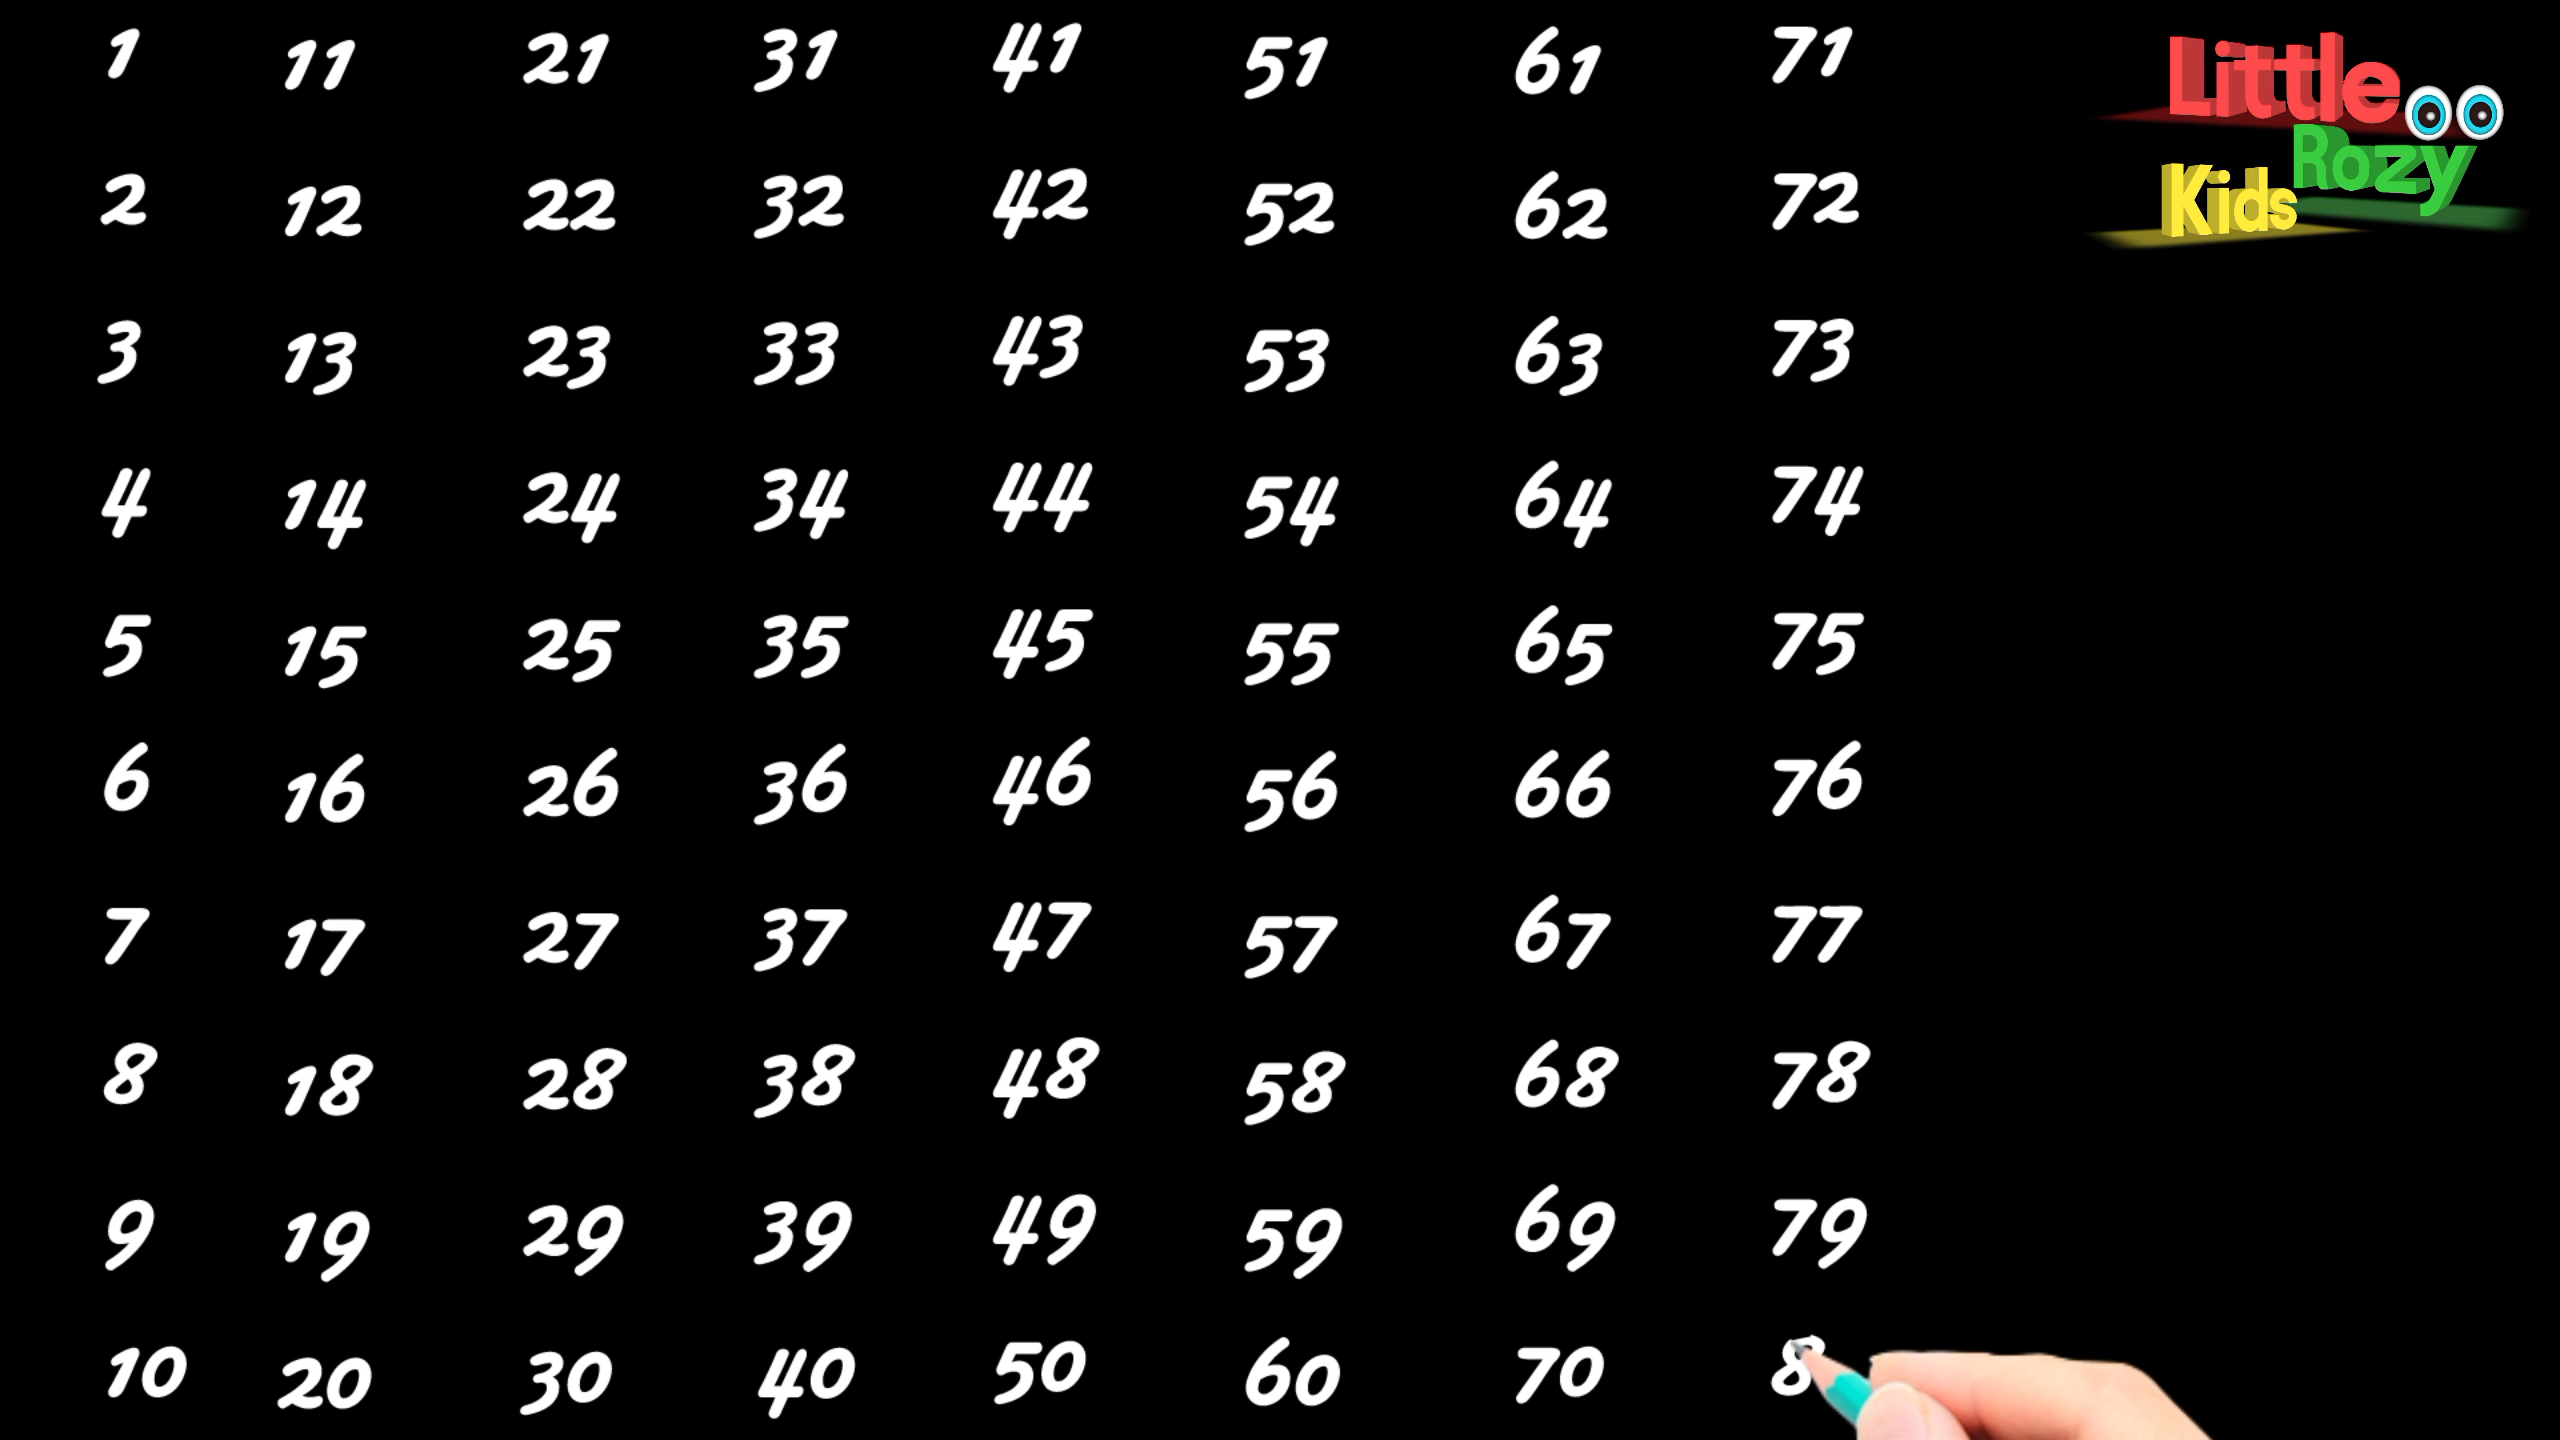 1 11 21 31 41 51 61 71
2 12 22 32 42 52 62 72
3 13 23 33 43 53 63 73
4 14 24 34 44 54 64 74
5 15 25 35 45 55 65 75
6 16 26 36 46 56 66 76
7 17 27 37 47 57 67 77
8 18 28 38 48 58 68 78
9 19 29 39 49 59 69 79
10 20 30 40 50 60 70 8
Little
Rozy
Kids